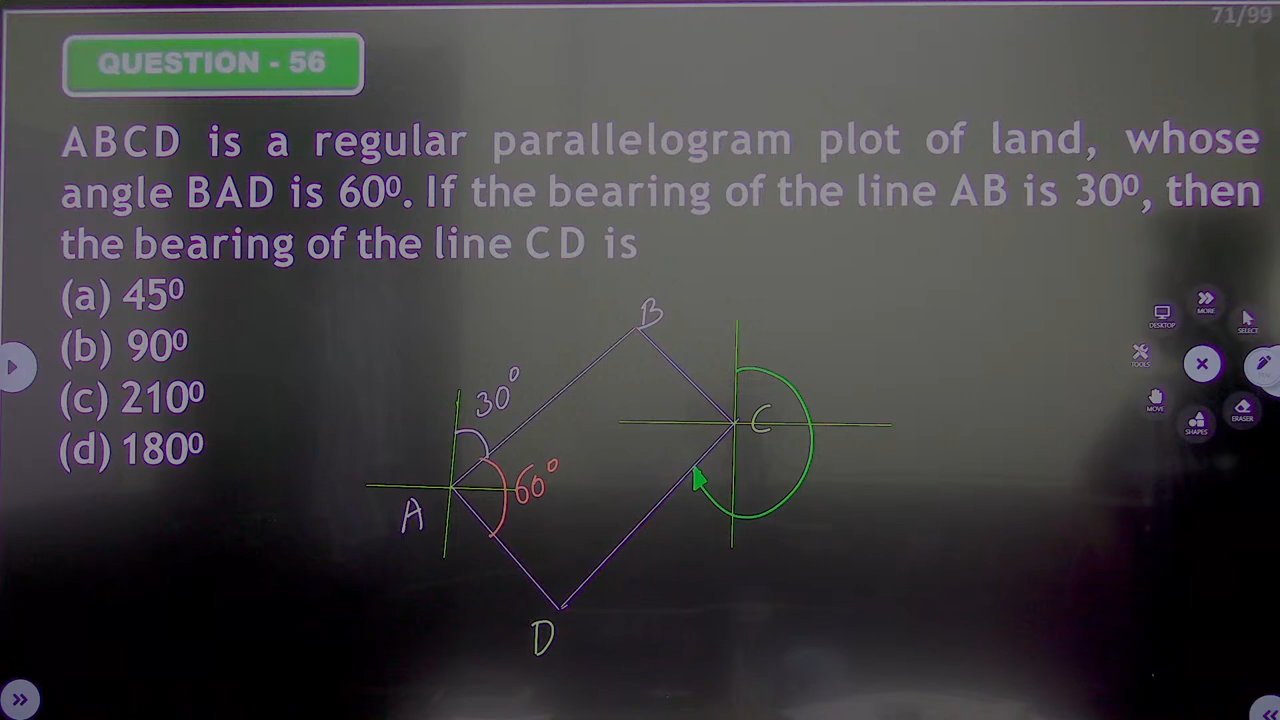 71/99
QUESTION - 56
ABCD is a regular parallelogram plot of land, whose
angle BAD is 60⁰. If the bearing of the line AB is 30⁰, then
the bearing of the line CD is
(a) 45⁰
(b) 90⁰
(c) 210⁰
(d) 180⁰
B
30°
C
60°
A
D
DESKTOP
MORE
SELECT
TOOLS
MOVE
SHAPES
ERASER